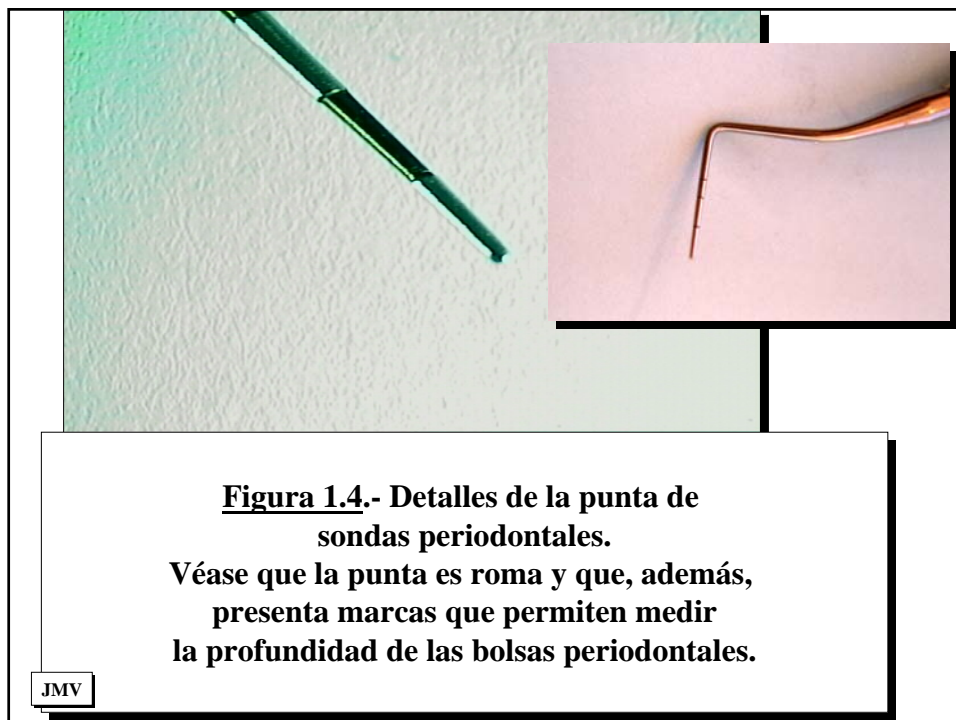 Figura 1.4.- Detalles de la punta de
sondas periodontales.
Véase que la punta es roma y que, además,
presenta marcas que permiten medir
la profundidad de las bolsas periodontales.
JMV